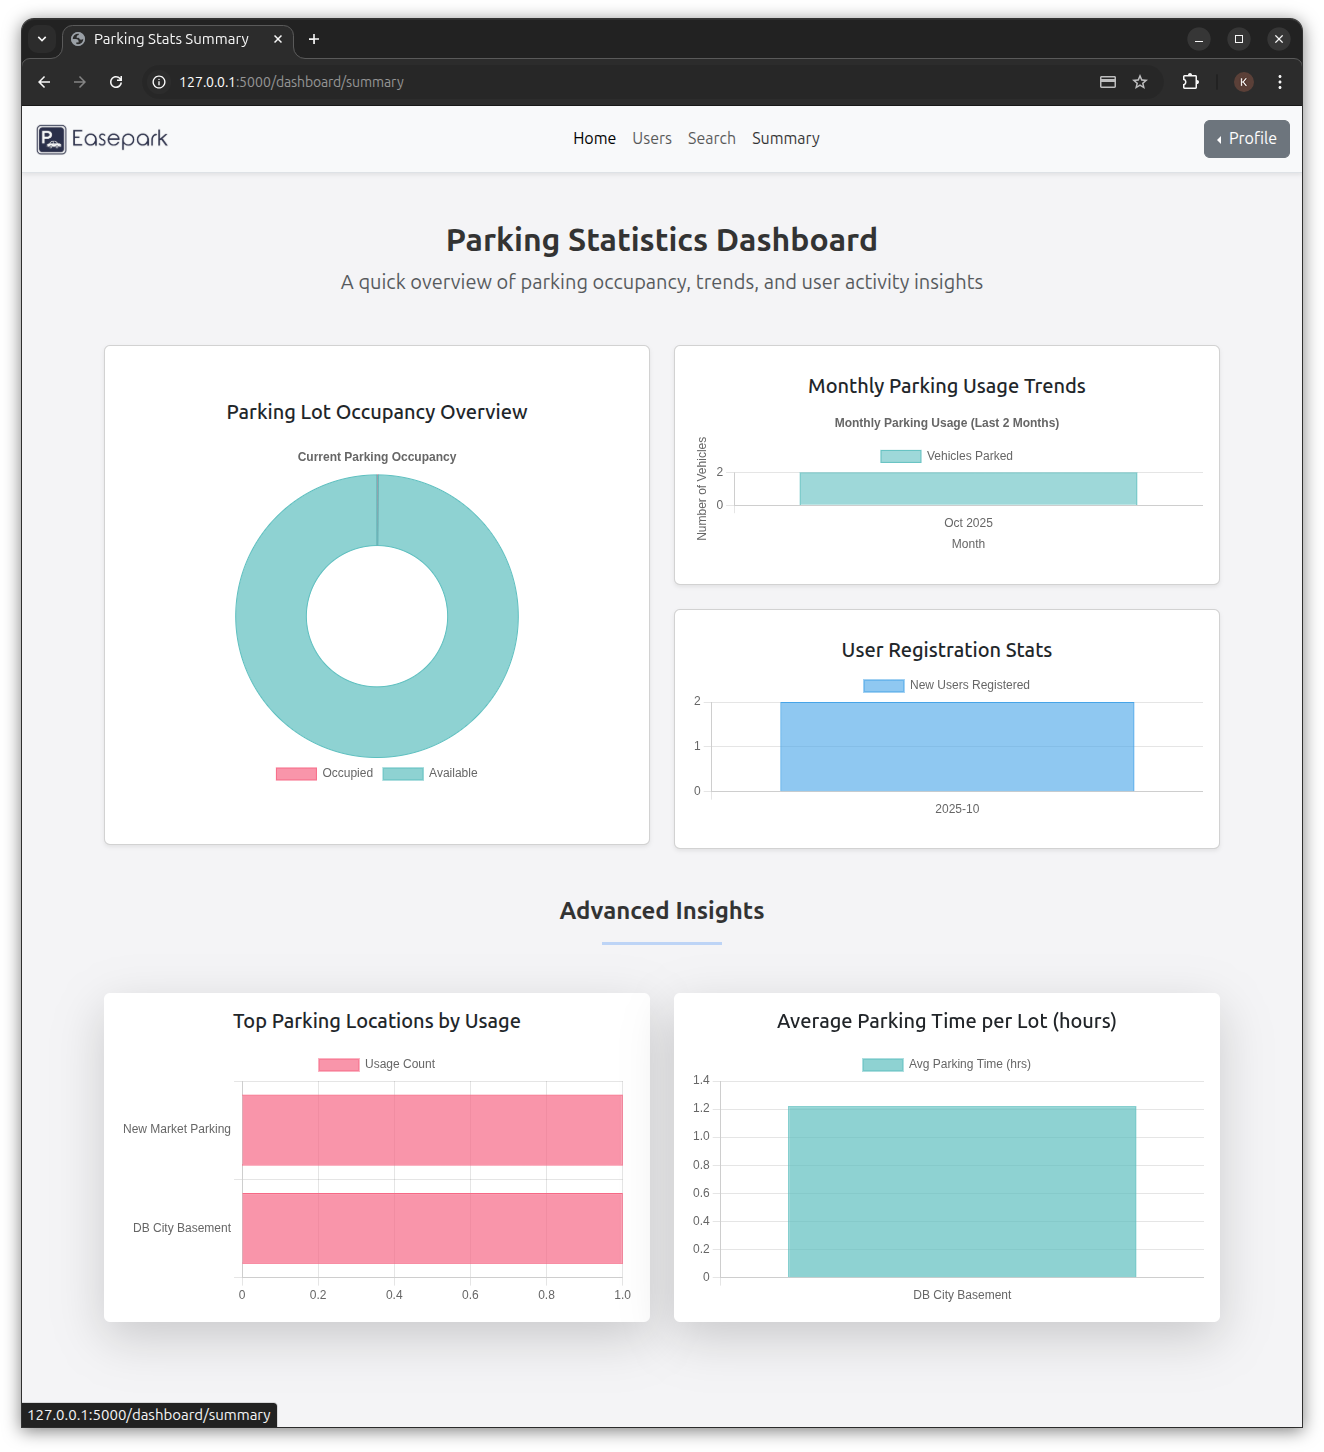 Parking Stats Summary
127.0.0.1:5000/dashboard/summary
K
P Easepark
Home Users Search Summary
Profile
Parking Statistics Dashboard
A quick overview of parking occupancy, trends, and user activity insights
Parking Lot Occupancy Overview
Current Parking Occupancy
Occupied Available
Monthly Parking Usage Trends
Monthly Parking Usage (Last 2 Months)
Vehicles Parked
Number of Vehicles
2
0
Oct 2025
Month
User Registration Stats
New Users Registered
2
1
0
2025-10
Advanced Insights
Top Parking Locations by Usage
Usage Count
New Market Parking
DB City Basement
0 0.2 0.4 0.6 0.8 1.0
Average Parking Time per Lot (hours)
Avg Parking Time (hrs)
1.4
1.2
1.0
0.8
0.6
0.4
0.2
0
DB City Basement
127.0.0.1:5000/dashboard/summary